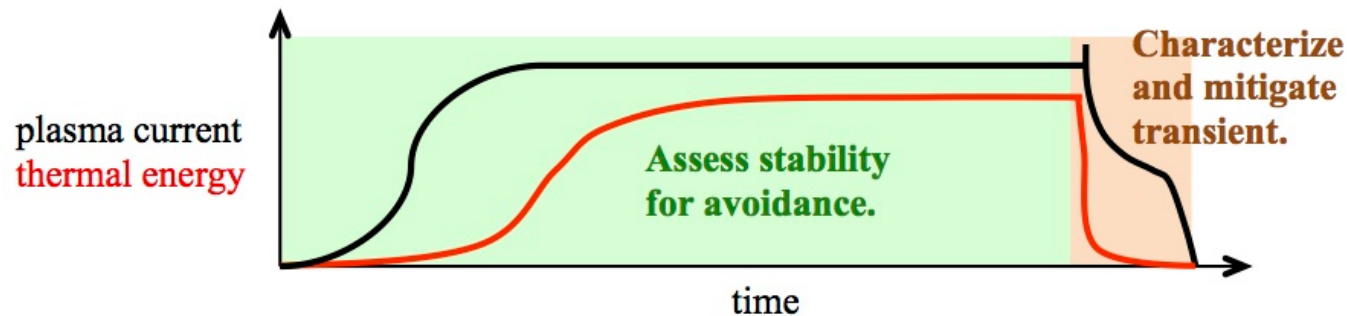 Characterize
and mitigate
transient.
plasma current
thermal energy
Assess stability
for avoidance.
time